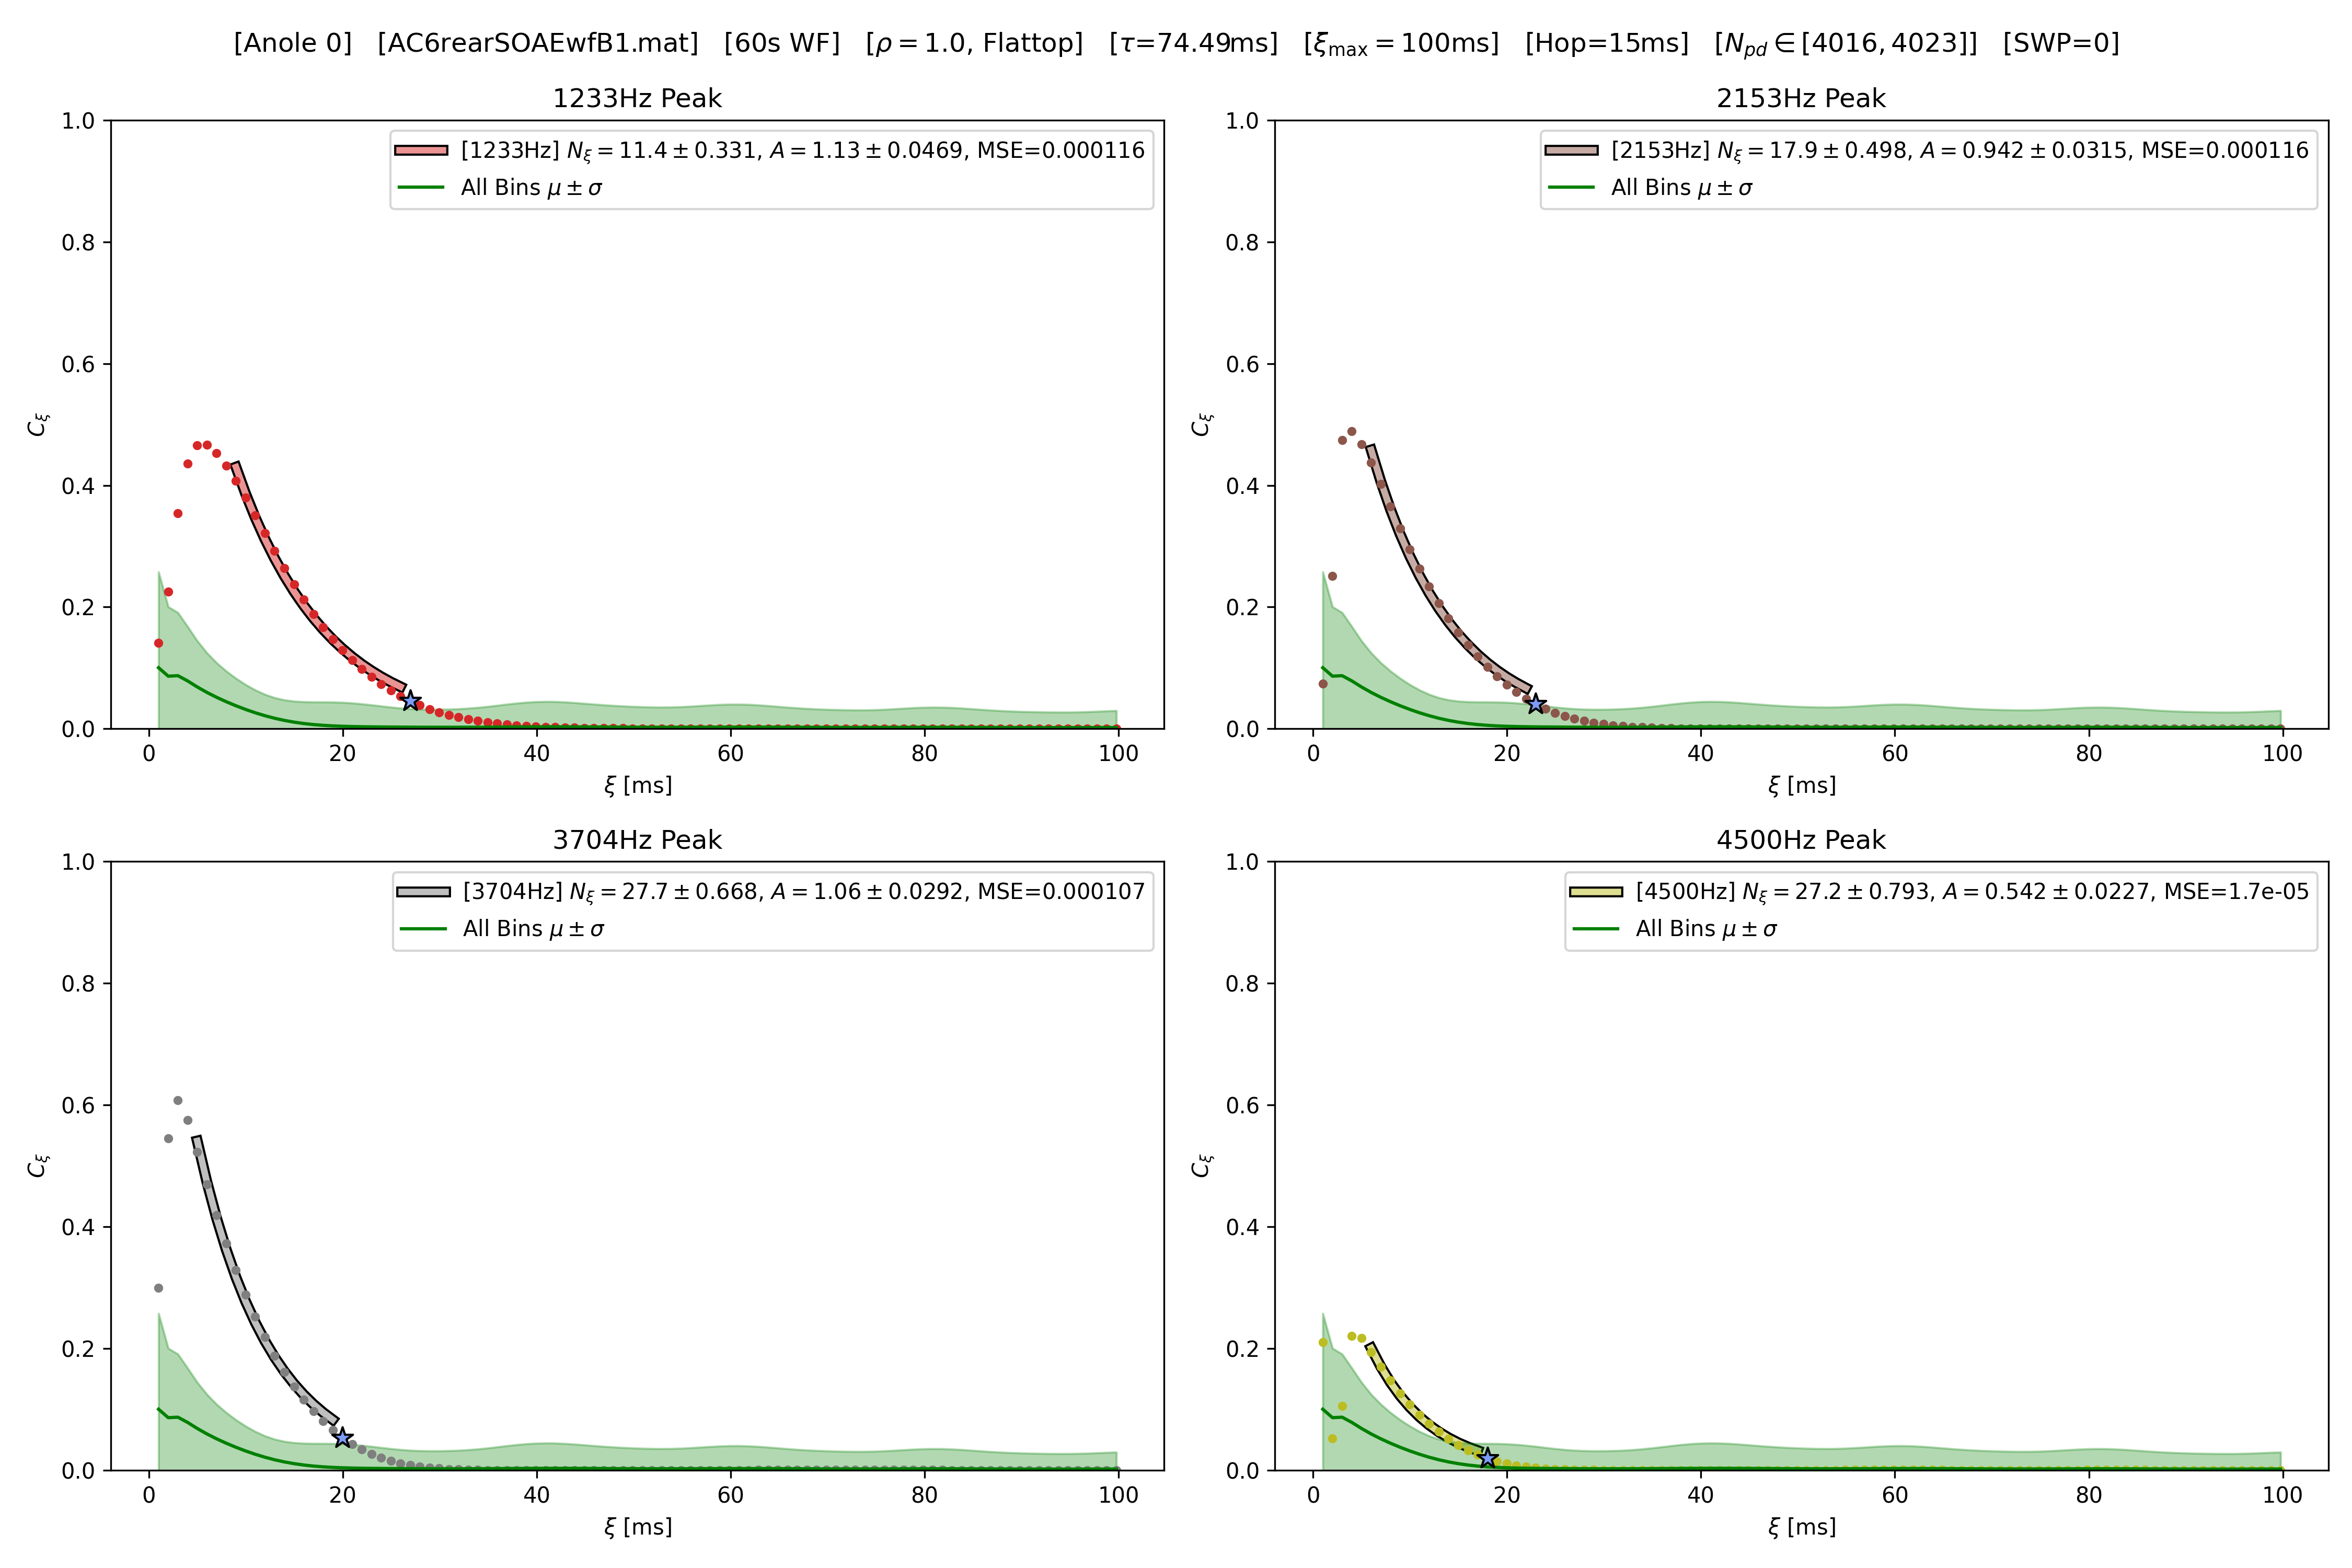 [Anole 0] [AC6rearSOAEwfB1.mat] [60s WF] [ρ = 1.0, Flattop] [τ=74.49ms] [ξmax = 100ms] [Hop=15ms] [Npd ∈ [4016, 4023]] [SWP=0]
1233Hz Peak
[1233Hz] Nξ = 11.4 ± 0.331, A = 1.13 ± 0.0469, MSE=0.000116
All Bins μ ± σ
1.0
0.8
0.6
0.4
0.2
0.0
Cξ
0 20 40 60 80 100
ξ [ms]
2153Hz Peak
[2153Hz] Nξ = 17.9 ± 0.498, A = 0.942 ± 0.0315, MSE=0.000116
All Bins μ ± σ
1.0
0.8
0.6
0.4
0.2
0.0
Cξ
0 20 40 60 80 100
ξ [ms]
3704Hz Peak
[3704Hz] Nξ = 27.7 ± 0.668, A = 1.06 ± 0.0292, MSE=0.000107
All Bins μ ± σ
1.0
0.8
0.6
0.4
0.2
0.0
Cξ
0 20 40 60 80 100
ξ [ms]
4500Hz Peak
[4500Hz] Nξ = 27.2 ± 0.793, A = 0.542 ± 0.0227, MSE=1.7e-05
All Bins μ ± σ
1.0
0.8
0.6
0.4
0.2
0.0
Cξ
0 20 40 60 80 100
ξ [ms]